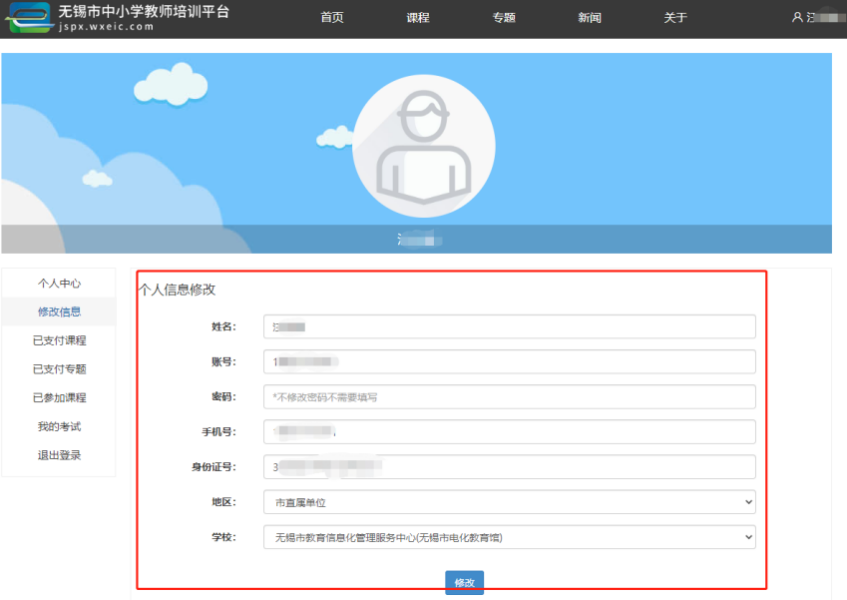 无锡市中小学教师培训平台
jspx.wxeic.com
首页
课程
专题
新闻
关于
个人中心
修改信息
已支付课程
已支付专题
已参加课程
我的考试
退出登录
个人信息修改
姓名：
账号：
1
密码：
*不修改密码不需要填写
手机号：
身份证号：
3
地区：
市直属单位
学校：
无锡市教育信息化管理服务中心(无锡市电化教育馆)
修改